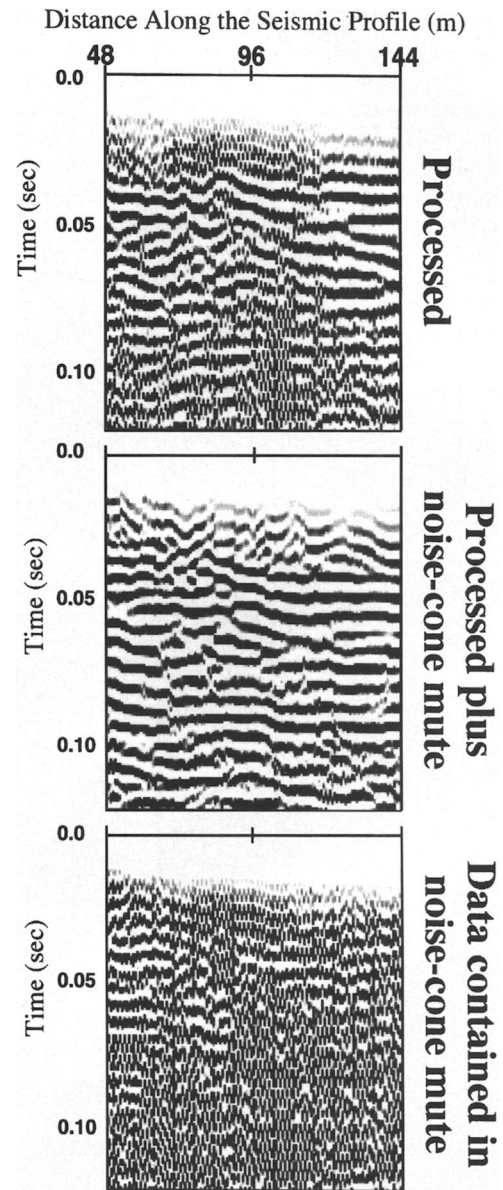 Distance Along the Seismic Profile (m)
48 96 144
0.0
0.05
0.10
Time (sec)
Processed
0.0
0.05
0.10
Time (sec)
Processed plus
noise-cone mute
0.0
0.05
0.10
Time (sec)
Data contained in
noise-cone mute